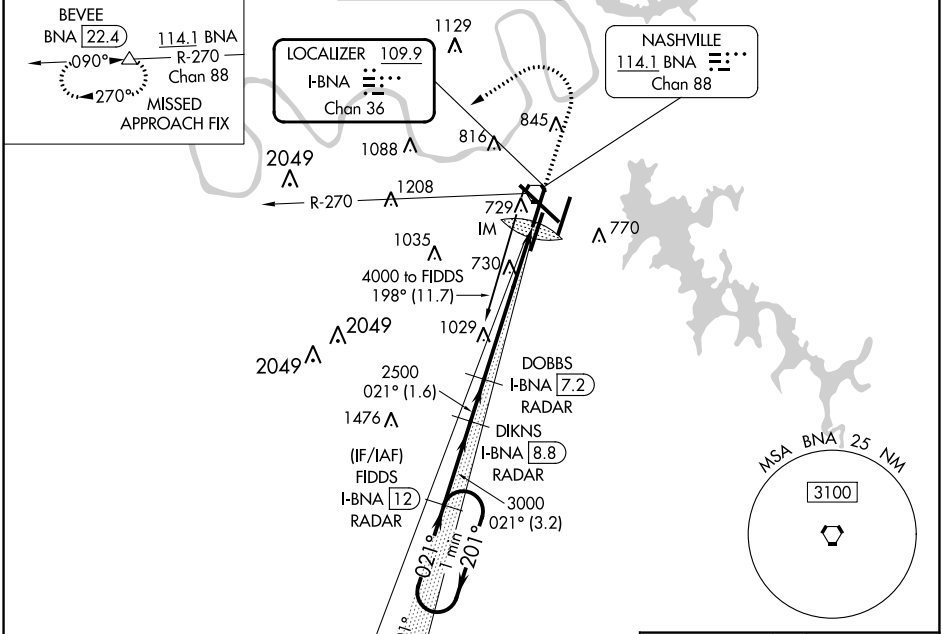 BEVEE
BNA 22.4
114.1 BNA
R-270
Chan 88
090°
270°
MISSED
APPROACH FIX
LOCALIZER 109.9
I-BNA
Chan 36
1129
NASHVILLE
114.1 BNA
Chan 88
845
816
1088
2049
1208
R-270
729
IM
770
1035
730
4000 to FIDDS
198° (11.7)
1029
2049
2049
2500
021° (1.6)
DOBBS
I-BNA 7.2
RADAR
1476
DIKNS
I-BNA 8.8
RADAR
(IF/IAF)
FIDDS
I-BNA 12
RADAR
3000
021° (3.2)
021°
1 min
201°
MSA BNA 25 NM
3100